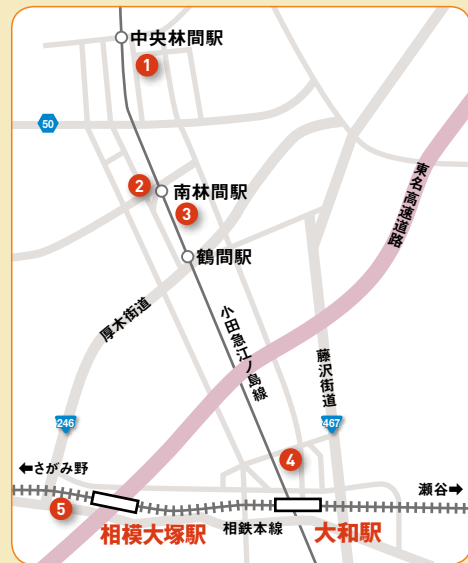 中央林間駅
1
50
2
南林間駅
3
鶴間駅
東名高速道路
厚木街道
小田急江ノ島線
藤沢街道
246
467
4
←さがみ野
瀬谷→
5
相模大塚駅
相鉄本線
大和駅